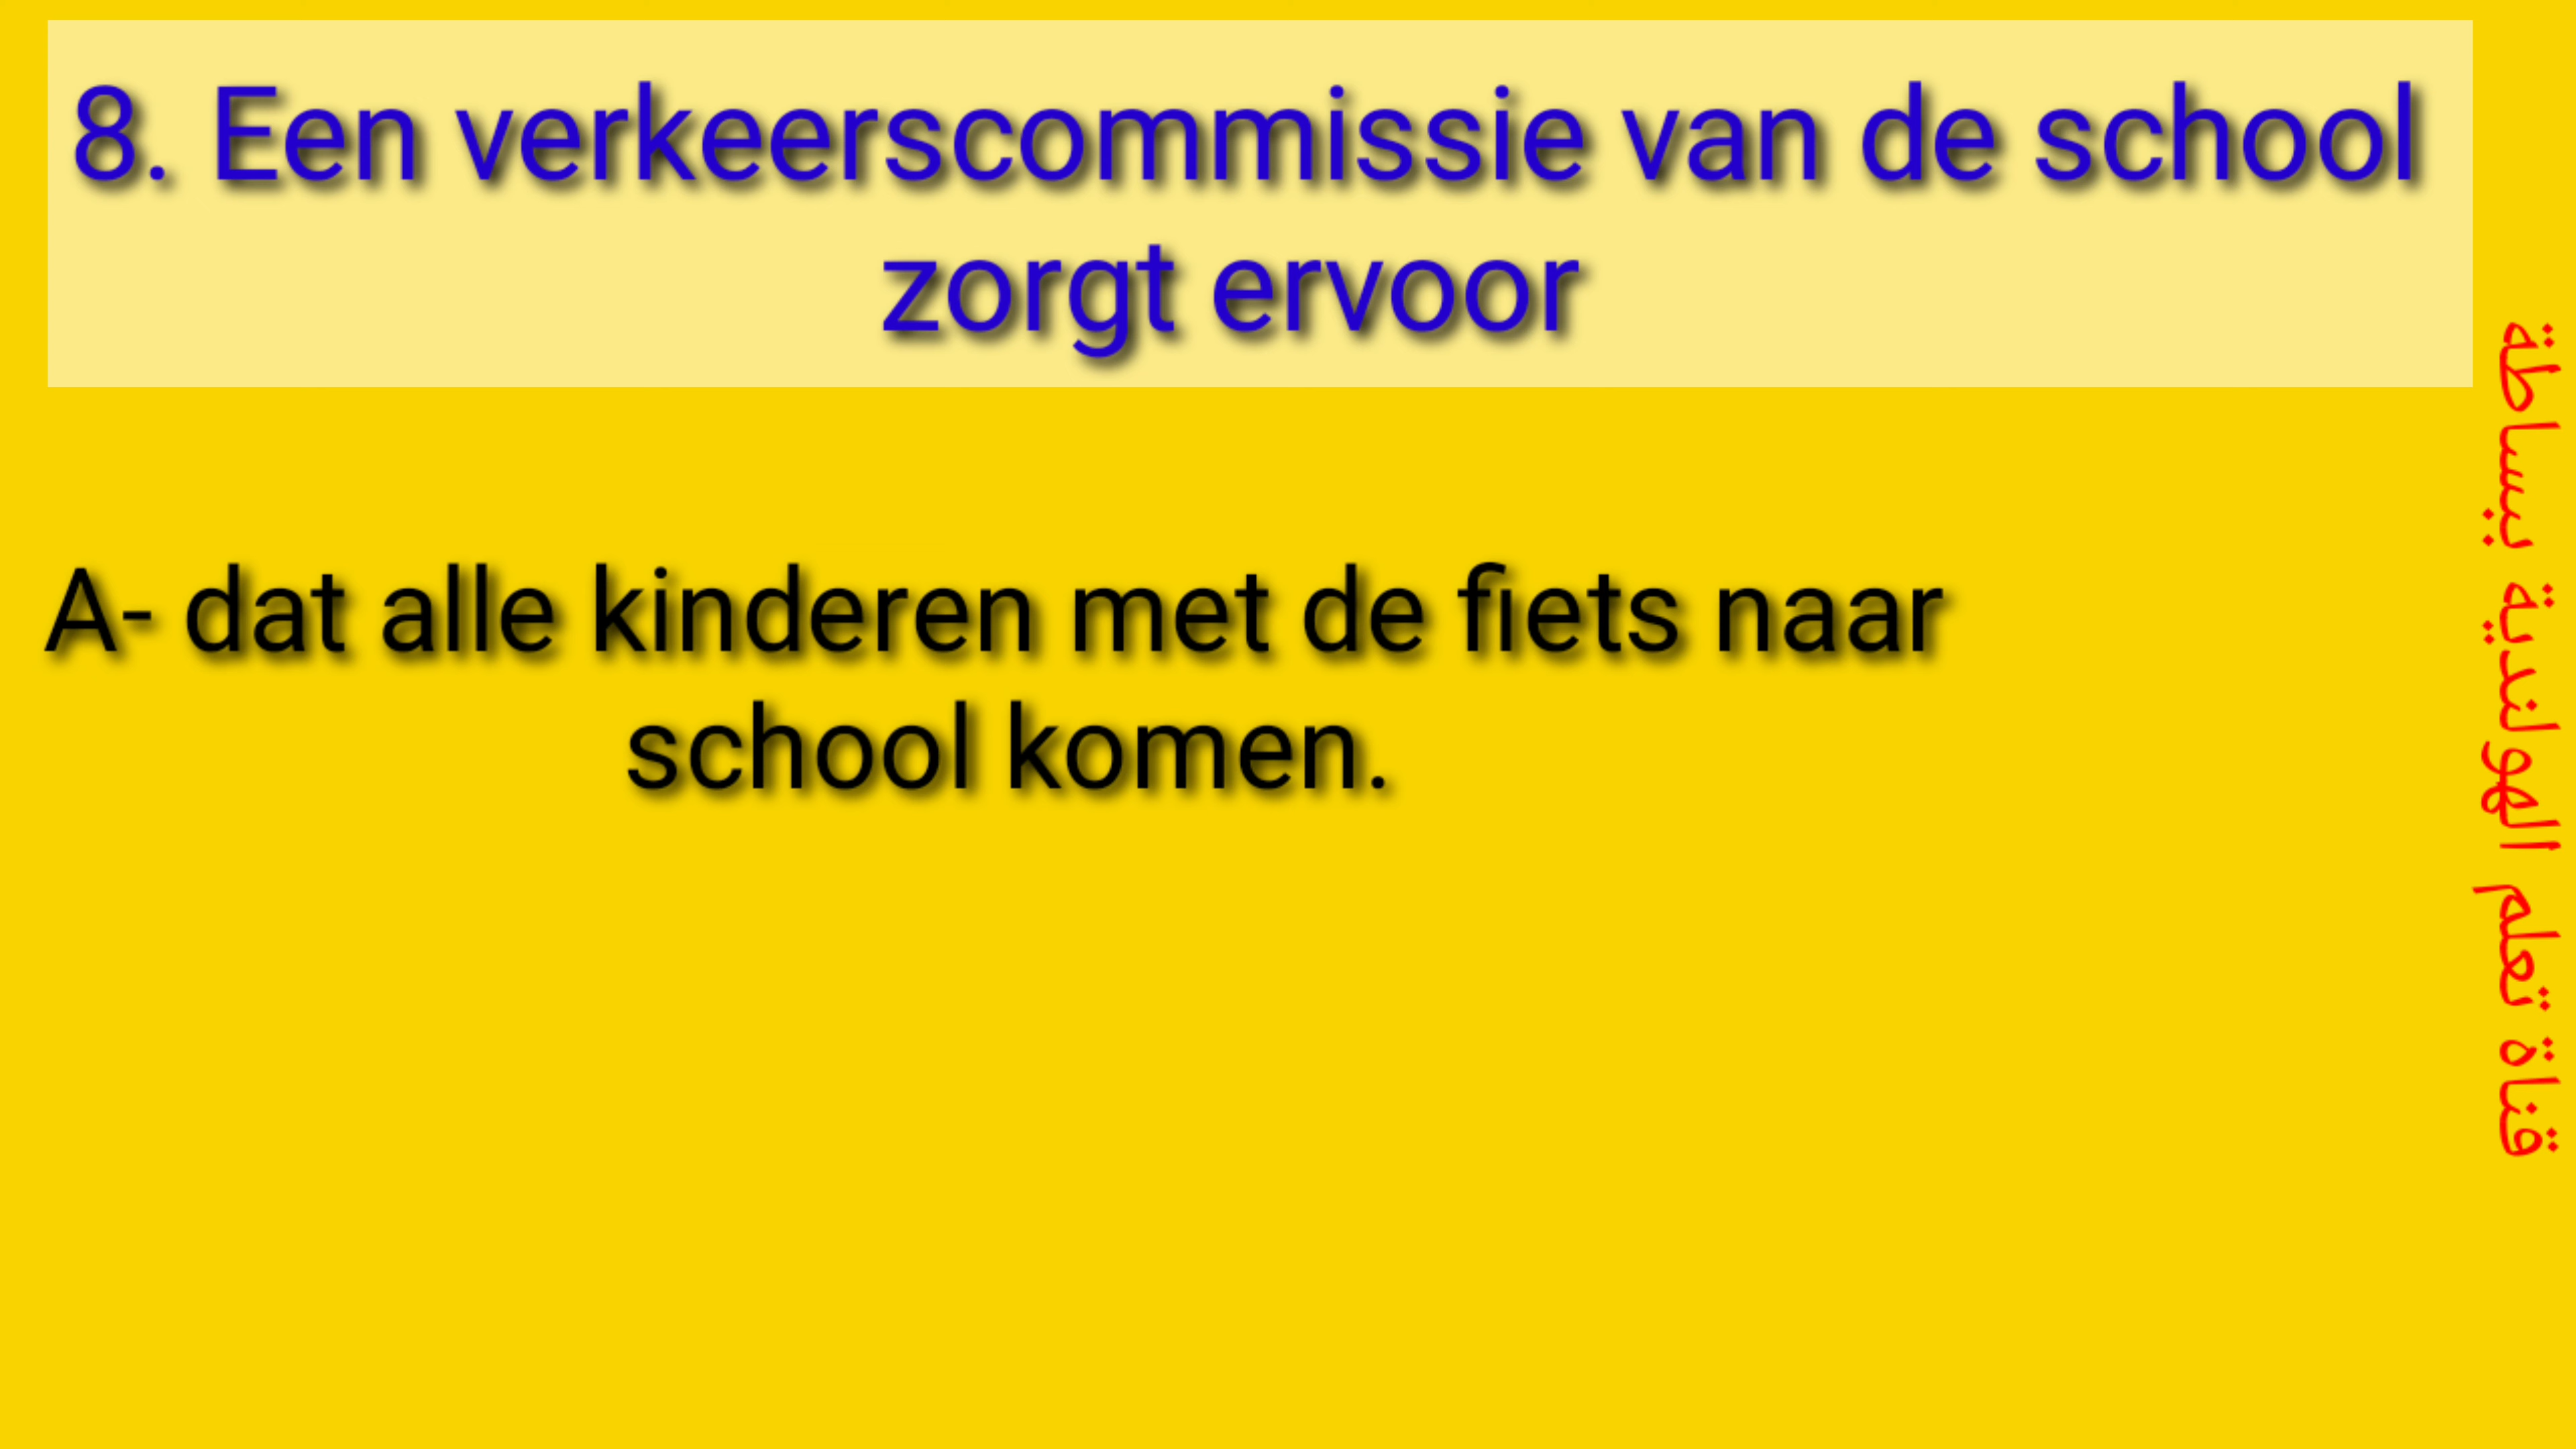 8. Een verkeerscommissie van de school
zorgt ervoor
A- dat alle kinderen met de fiets naar
school komen.
قناة تعلم الهولندية ببساطة